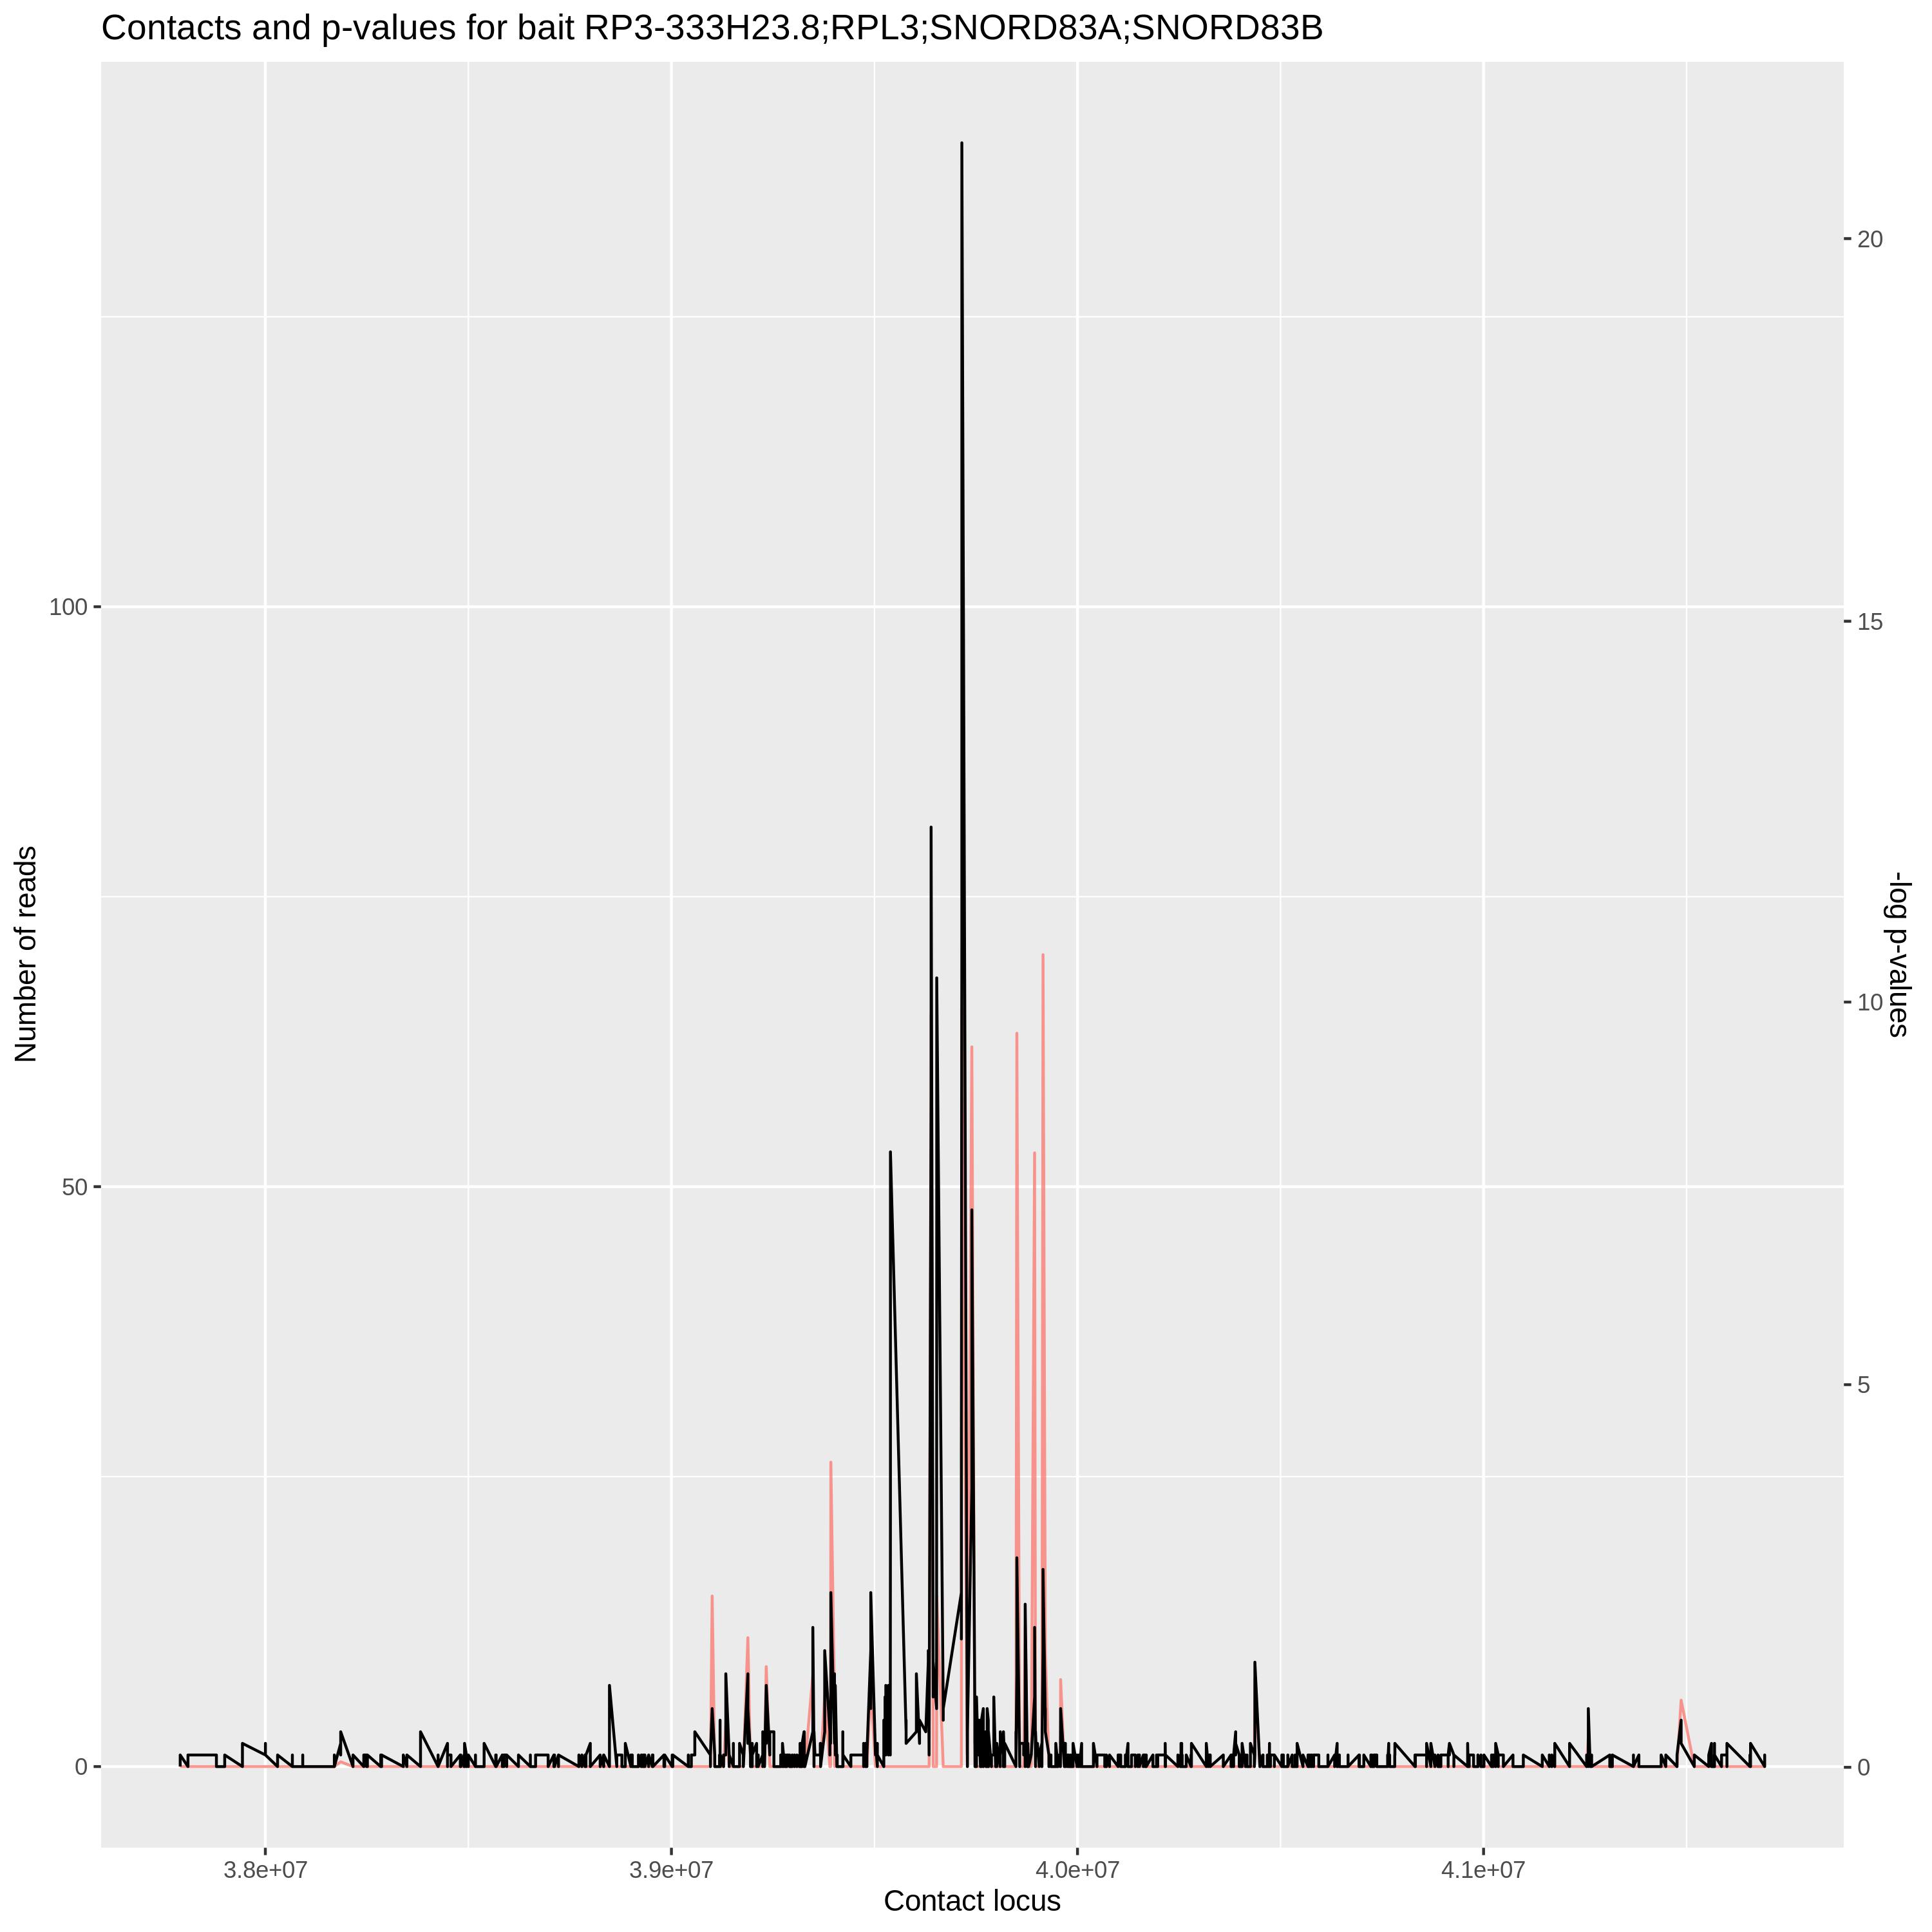 Contacts and p-values for bait RP3-333H23.8;RPL3;SNORD83A;SNORD83B
Number of reads
100
50
0
20
15
10
5
0
-log p-values
3.8e+07
3.9e+07
4.0e+07
4.1e+07
Contact locus